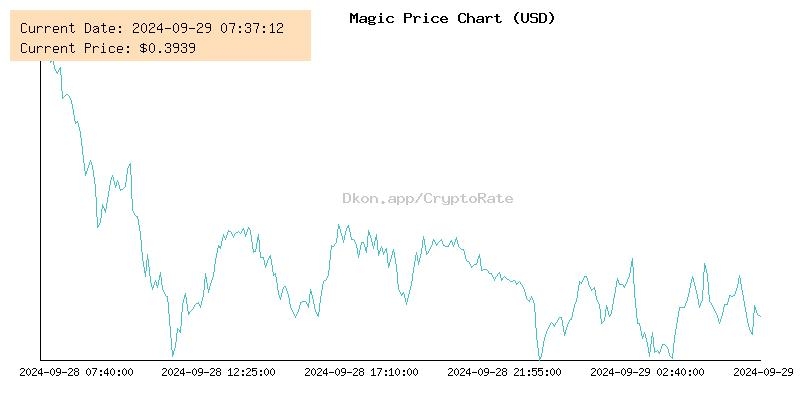 Magic Price Chart (USD)
Current Date: 2024-09-29 07:37:12
Current Price: $0.3939
Dkon.app/CryptoRate
2024-09-28 07:40:00
2024-09-28 12:25:00
2024-09-28 17:10:00
2024-09-28 21:55:00
2024-09-29 02:40:00
2024-09-29